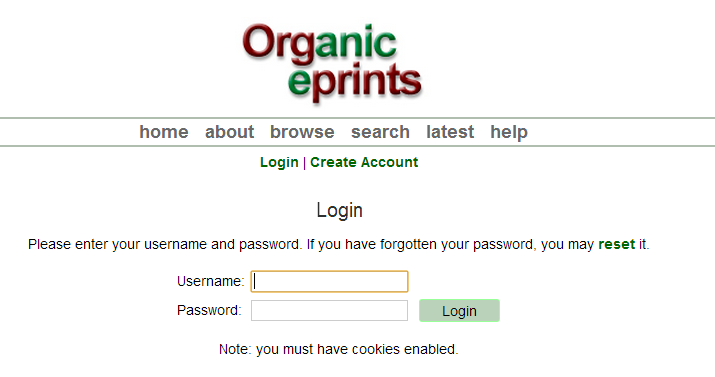 Organic
eprints
home about browse search latest help
Login | Create Account
Login
Please enter your username and password. If you have forgotten your password, you may reset it.
Username:
Password: Login
Note: you must have cookies enabled.